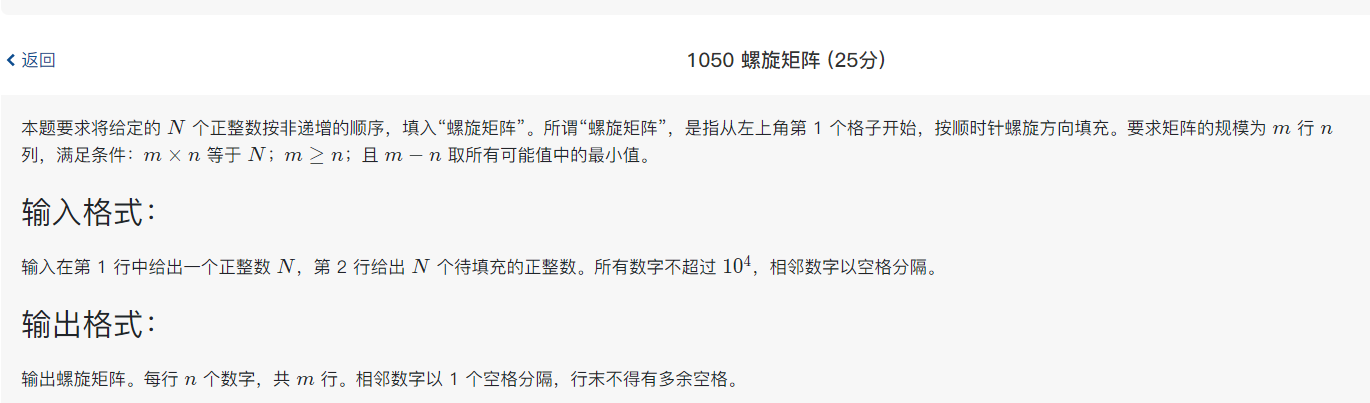 返回
1050 螺旋矩阵 (25分)
本题要求将给定的 N 个正整数按非递增的顺序，填入“螺旋矩阵”。所谓“螺旋矩阵”，是指从左上角第 1 个格子开始，按顺时针螺旋方向填充。要求矩阵的规模为 m 行 n
列，满足条件：m × n 等于 N；m ≥ n；且 m − n 取所有可能值中的最小值。
输入格式：
输入在第 1 行中给出一个正整数 N，第 2 行给出 N 个待填充的正整数。所有数字不超过 10⁴，相邻数字以空格分隔。
输出格式：
输出螺旋矩阵。每行 n 个数字，共 m 行。相邻数字以 1 个空格分隔，行末不得有多余空格。